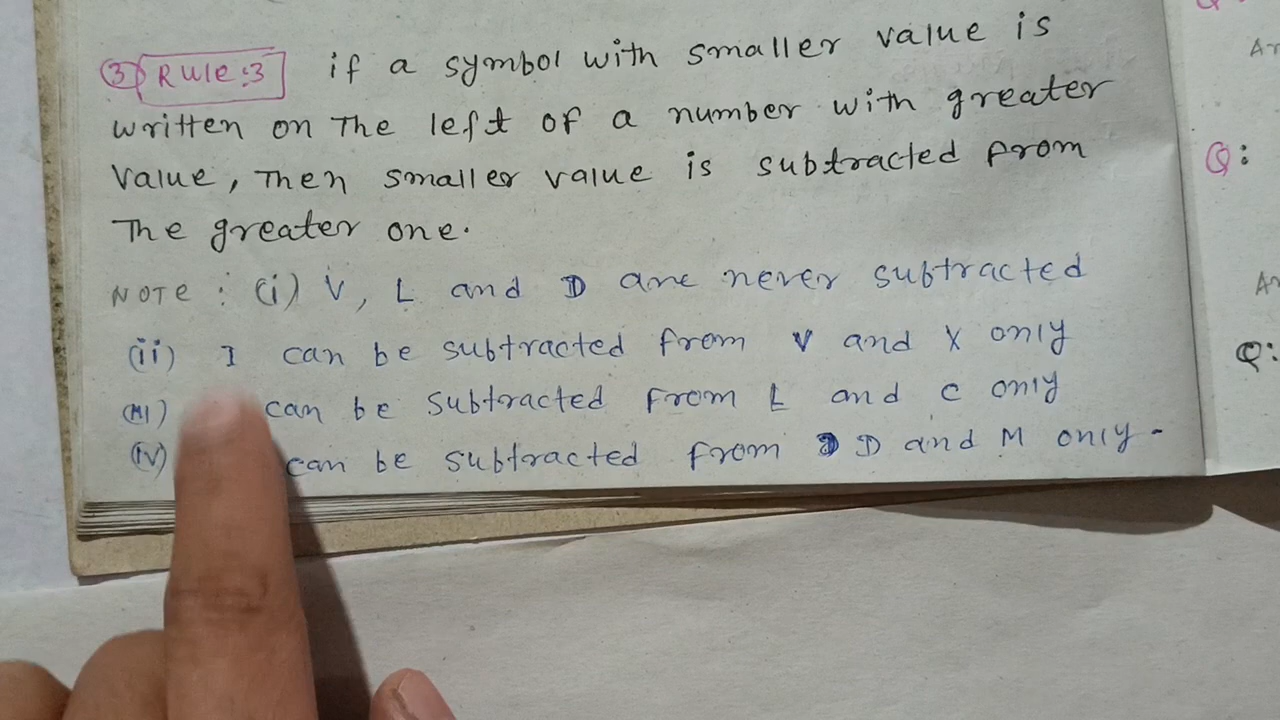 ③ Rule:3 if a symbol with smaller value is
written on The left of a number with greater
Value, Then smaller value is subtracted from
The greater one.
NOTE : (i) V, L and D are never subtracted
(ii) I can be subtracted from V and X only
(iii) can be subtracted from L and C only
(iv) can be subtracted from D and M only.
Q:
Q: